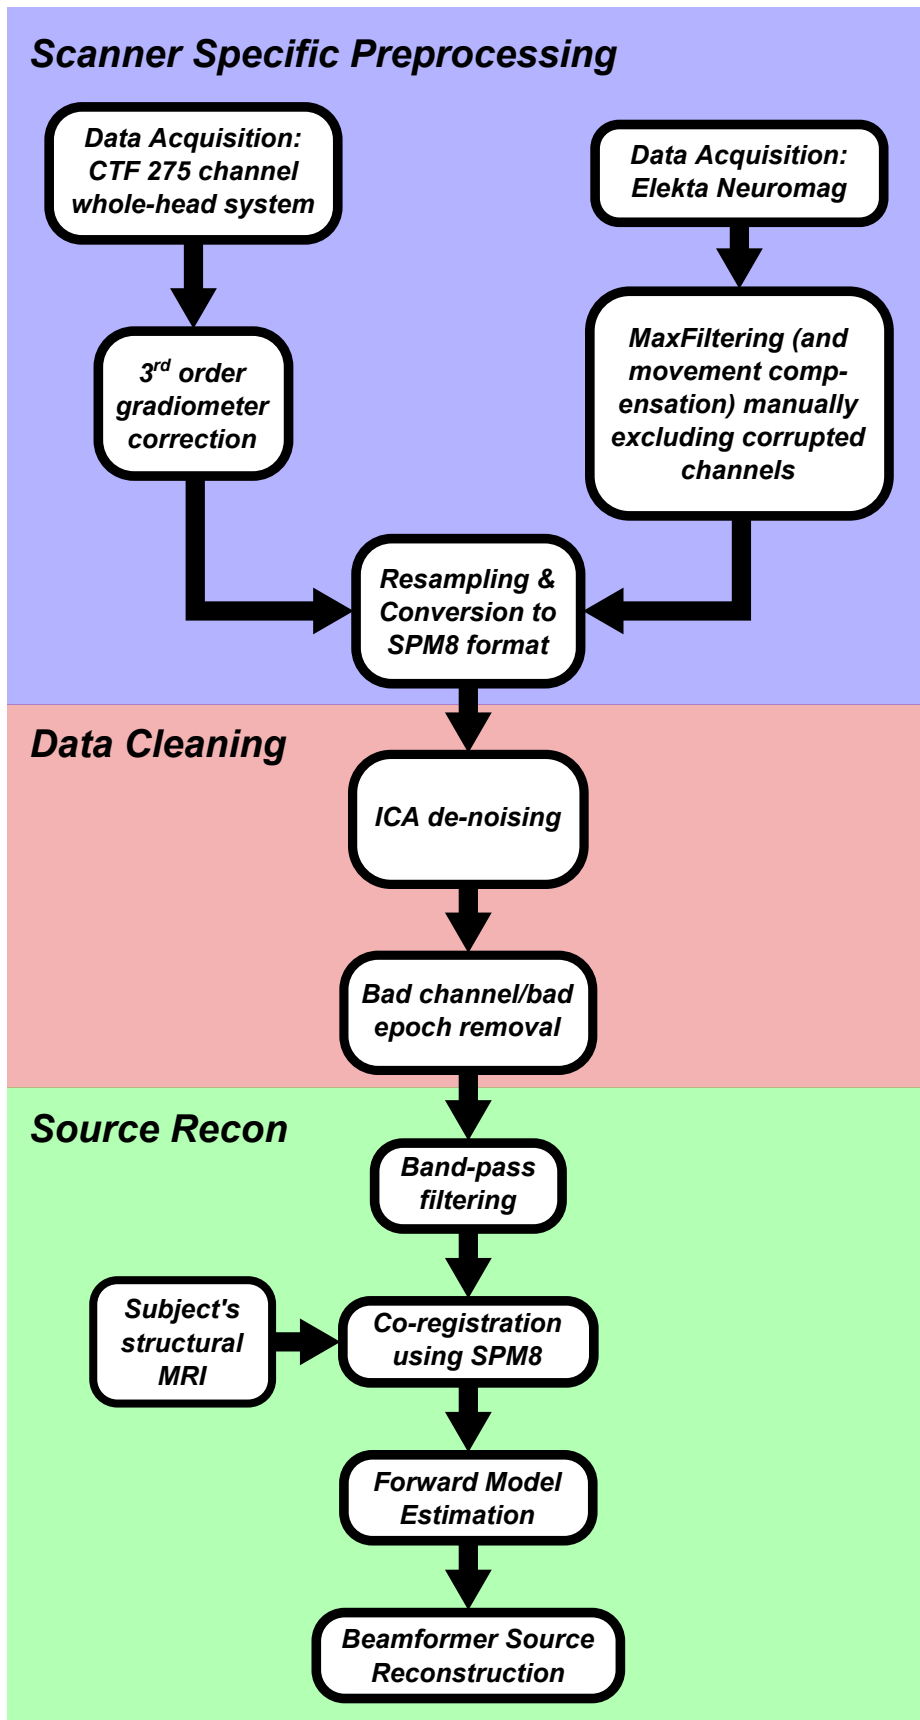 Scanner Specific Preprocessing
Data Acquisition:
CTF 275 channel
whole-head system
Data Acquisition:
Elekta Neuromag
3rd order
gradiometer
correction
MaxFiltering (and
movement comp-
ensation) manually
excluding corrupted
channels
Resampling &
Conversion to
SPM8 format
Data Cleaning
ICA de-noising
Bad channel/bad
epoch removal
Source Recon
Band-pass
filtering
Subject's
structural
MRI
Co-registration
using SPM8
Forward Model
Estimation
Beamformer Source
Reconstruction